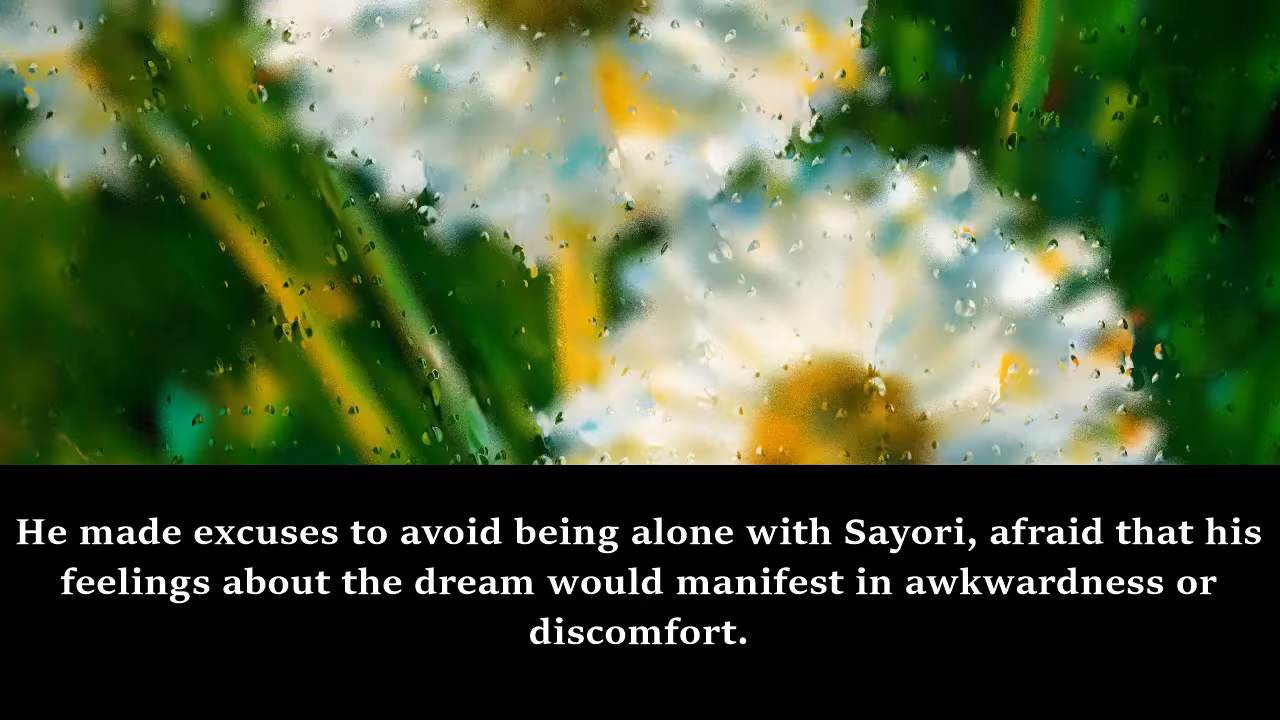 He made excuses to avoid being alone with Sayori, afraid that his
feelings about the dream would manifest in awkwardness or
discomfort.